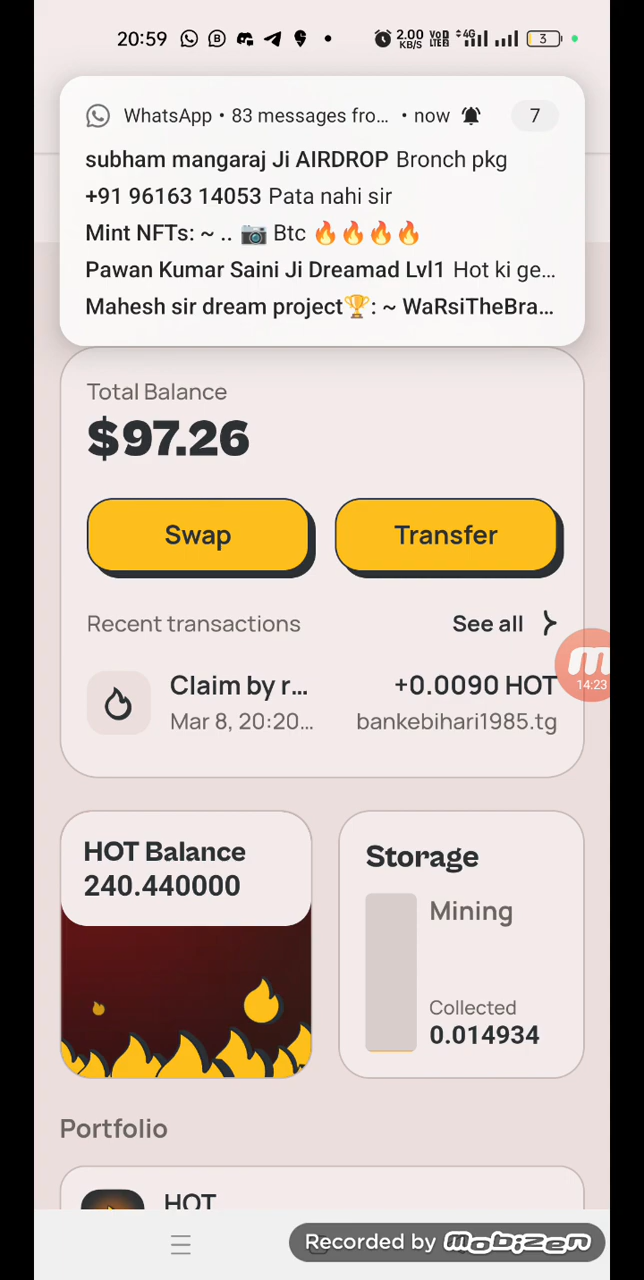 20:59
2.00 KB/S
VoD LTE2
4G
3
WhatsApp • 83 messages fro... • now
7
subham mangaraj Ji AIRDROP Bronch pkg
+91 96163 14053 Pata nahi sir
Mint NFTs: ~ .. 📷 Btc 🔥🔥🔥🔥
Pawan Kumar Saini Ji Dreamad Lvl1 Hot ki ge...
Mahesh sir dream project🏆: ~ WaRsiTheBra...
Total Balance
$97.26
Swap
Transfer
Recent transactions
See all
14:23
Claim by r...
+0.0090 HOT
Mar 8, 20:20...
bankebihari1985.tg
HOT Balance
240.440000
Storage
Mining
Collected
0.014934
Portfolio
HOT
Recorded by mobizen